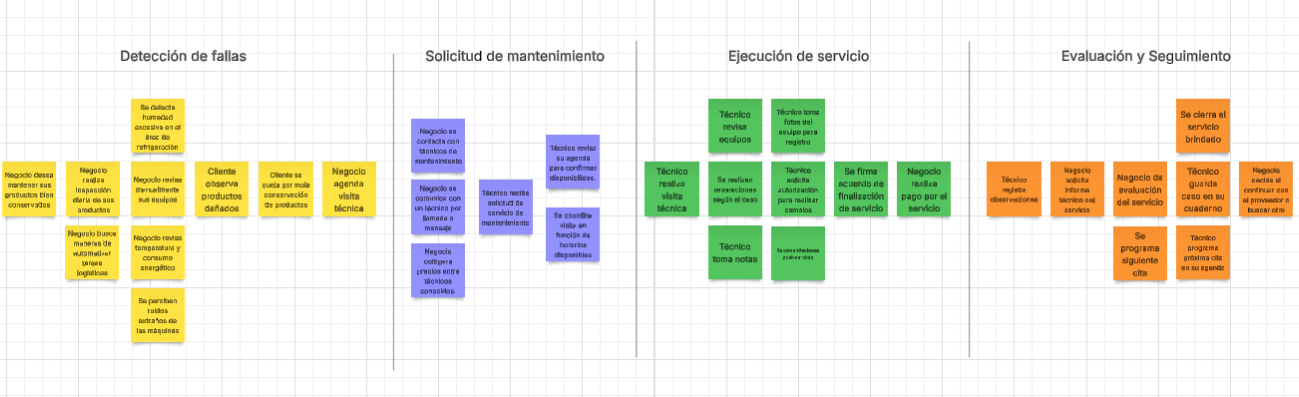 Detección de fallas
Solicitud de mantenimiento
Ejecución de servicio
Evaluación y Seguimiento
Se detecta
humedad
excesiva en el
área de
refrigeración
Negocio desea
mantener sus
productos bien
conservados
Negocio
realiza
inspección
diaria de sus
productos
Negocio revisa
manualmente
sus equipos
Cliente
observa
productos
dañados
Cliente se
queja por mala
conservación
de productos
Negocio
agenda
visita
técnica
Negocio busca
maneras de
automatizar
tareas
logísticas
Negocio revisa
temperatura y
consumo
energético
Se perciben
ruidos
extraños de
las máquinas
Negocio se
contacta con
técnicos de
mantenimiento
Negocio se
comunica con
un técnico por
llamada o
mensaje
Negocio
compara
precios entre
técnicos
conocidos.
Técnico recibe
solicitud de
servicio de
mantenimiento
Técnico revisa
su agenda
para confirmar
disponibilidad.
Se coordina
visita en
función de
horarios
disponibles
Técnico
revisa
equipos
Técnico toma
fotos del
equipo para
registro
Técnico
realiza
visita
técnica
Se realizan
reparaciones
según el caso
Técnico
solicita
autorización
para realizar
cambios
Se firma
acuerdo de
finalización
de servicio
Negocio
realiza
pago por el
servicio
Técnico
toma notas
post-servicio
Se cierra el
servicio
brindado
Técnico
registra
observaciones
Negocio
solicita
informe
técnico del
servicio
Negocio da
evaluación
del servicio
Técnico
guarda
caso en su
cuaderno
Negocio
decide si
continuar con
el proveedor o
buscar otro
Se
programa
siguiente
cita
Técnico
programa
próxima cita
en su agenda